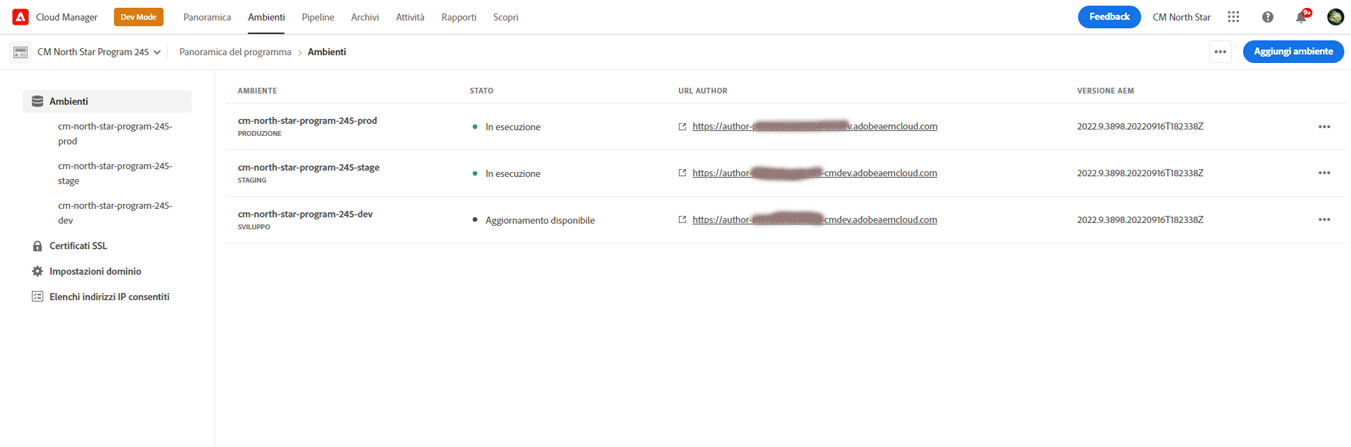 Cloud Manager Dev Mode Panoramica Ambienti Pipeline Archivi Attività Rapporti Scopri Feedback CM North Star 9+
CM North Star Program 245 Panoramica del programma > Ambienti Aggiungi ambiente
Ambienti
cm-north-star-program-245-
prod
cm-north-star-program-245-
stage
cm-north-star-program-245-
dev
Certificati SSL
Impostazioni dominio
Elenchi indirizzi IP consentiti
AMBIENTE STATO URL AUTHOR VERSIONE AEM
cm-north-star-program-245-prod
PRODUZIONE
In esecuzione https://author- dev.adobeaemcloud.com 2022.9.3898.20220916T182338Z
cm-north-star-program-245-stage
STAGING
In esecuzione https://author- -cmdev.adobeaemcloud.com 2022.9.3898.20220916T182338Z
cm-north-star-program-245-dev
SVILUPPO
Aggiornamento disponibile https://author- -cmdev.adobeaemcloud.com 2022.9.3898.20220916T182338Z